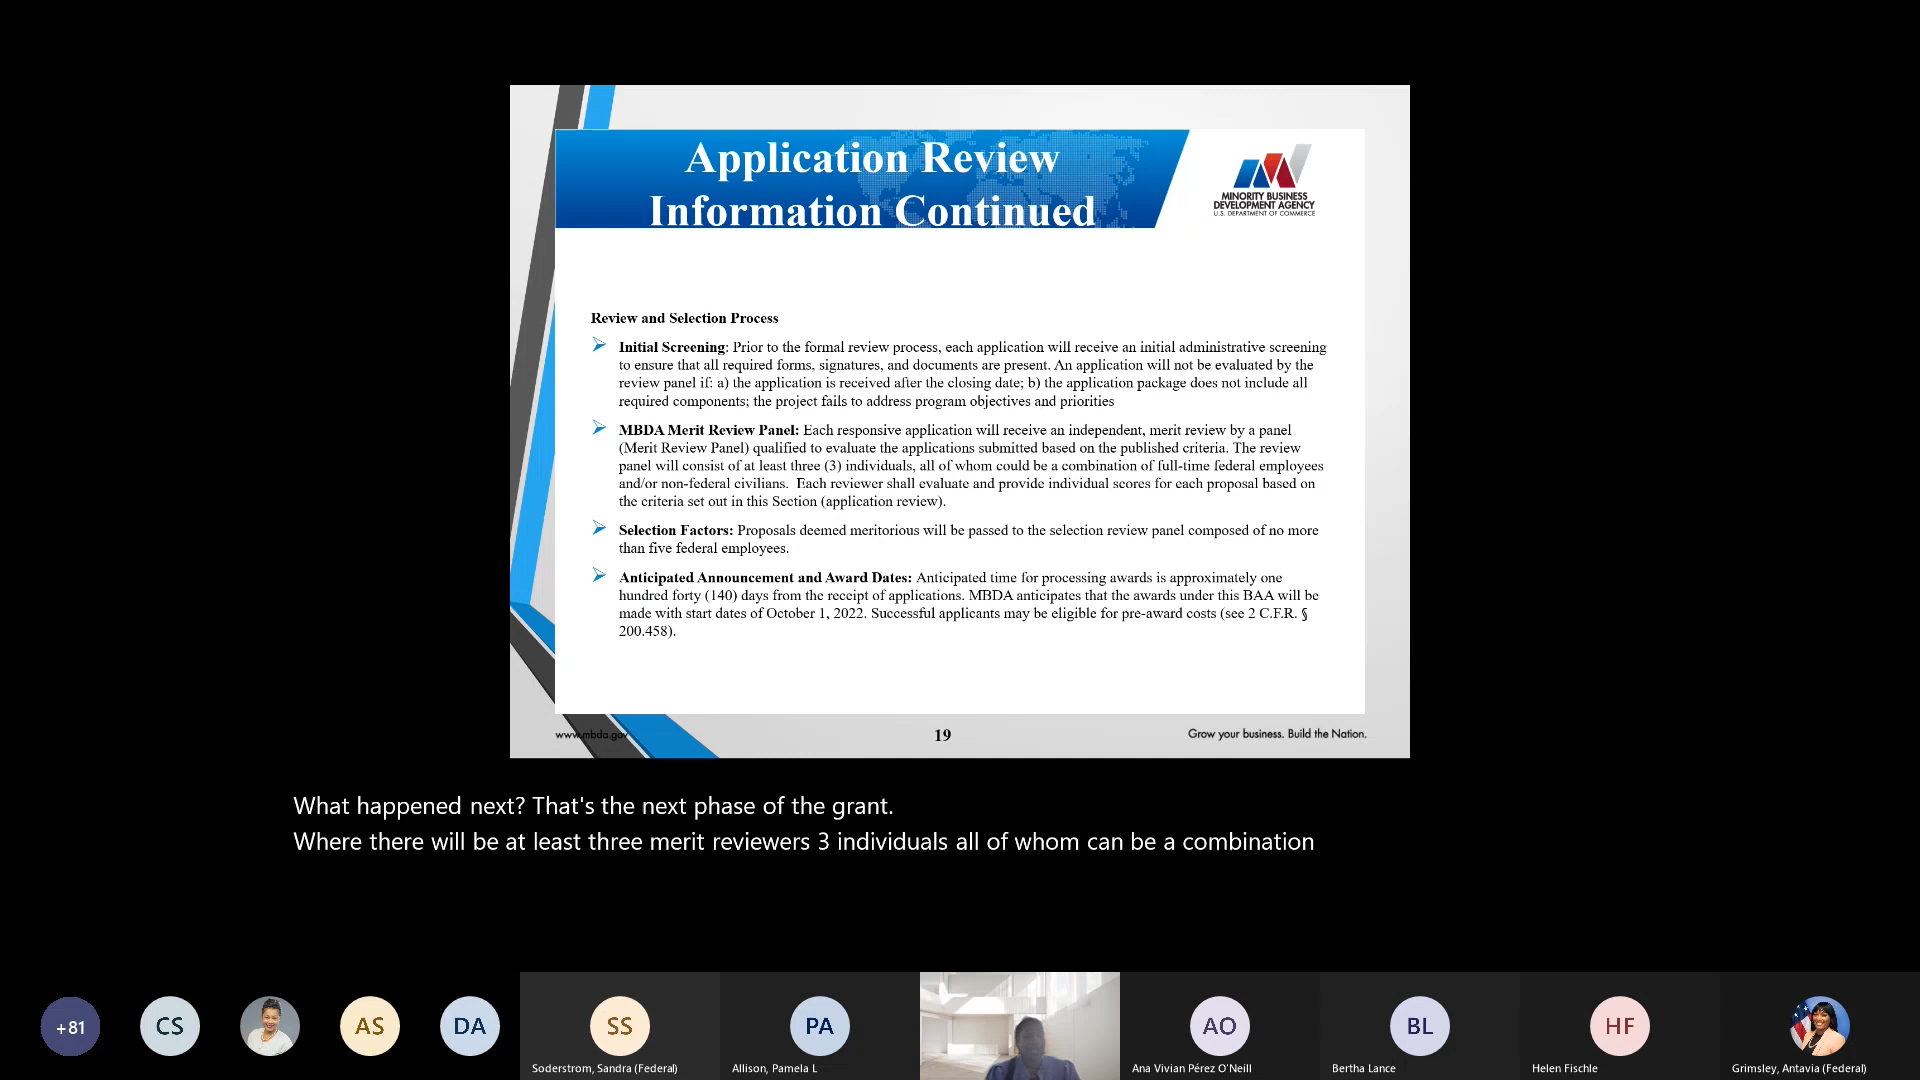 Application Review
Information Continued
MINORITY BUSINESS
DEVELOPMENT AGENCY
U.S. DEPARTMENT OF COMMERCE
Review and Selection Process
Initial Screening: Prior to the formal review process, each application will receive an initial administrative screening
to ensure that all required forms, signatures, and documents are present. An application will not be evaluated by the
review panel if: a) the application is received after the closing date; b) the application package does not include all
required components; the project fails to address program objectives and priorities
MBDA Merit Review Panel: Each responsive application will receive an independent, merit review by a panel
(Merit Review Panel) qualified to evaluate the applications submitted based on the published criteria. The review
panel will consist of at least three (3) individuals, all of whom could be a combination of full-time federal employees
and/or non-federal civilians. Each reviewer shall evaluate and provide individual scores for each proposal based on
the criteria set out in this Section (application review).
Selection Factors: Proposals deemed meritorious will be passed to the selection review panel composed of no more
than five federal employees.
Anticipated Announcement and Award Dates: Anticipated time for processing awards is approximately one
hundred forty (140) days from the receipt of applications. MBDA anticipates that the awards under this BAA will be
made with start dates of October 1, 2022. Successful applicants may be eligible for pre-award costs (see 2 C.F.R. §
200.458).
www.mbda.gov
19
Grow your business. Build the Nation.
What happened next? That's the next phase of the grant.
Where there will be at least three merit reviewers 3 individuals all of whom can be a combination
+81
CS
AS
DA
SS
PA
AO
BL
HF
Soderstrom, Sandra (Federal)
Allison, Pamela L
Ana Vivian Pérez O'Neill
Bertha Lance
Helen Fischle
Grimsley, Antavia (Federal)